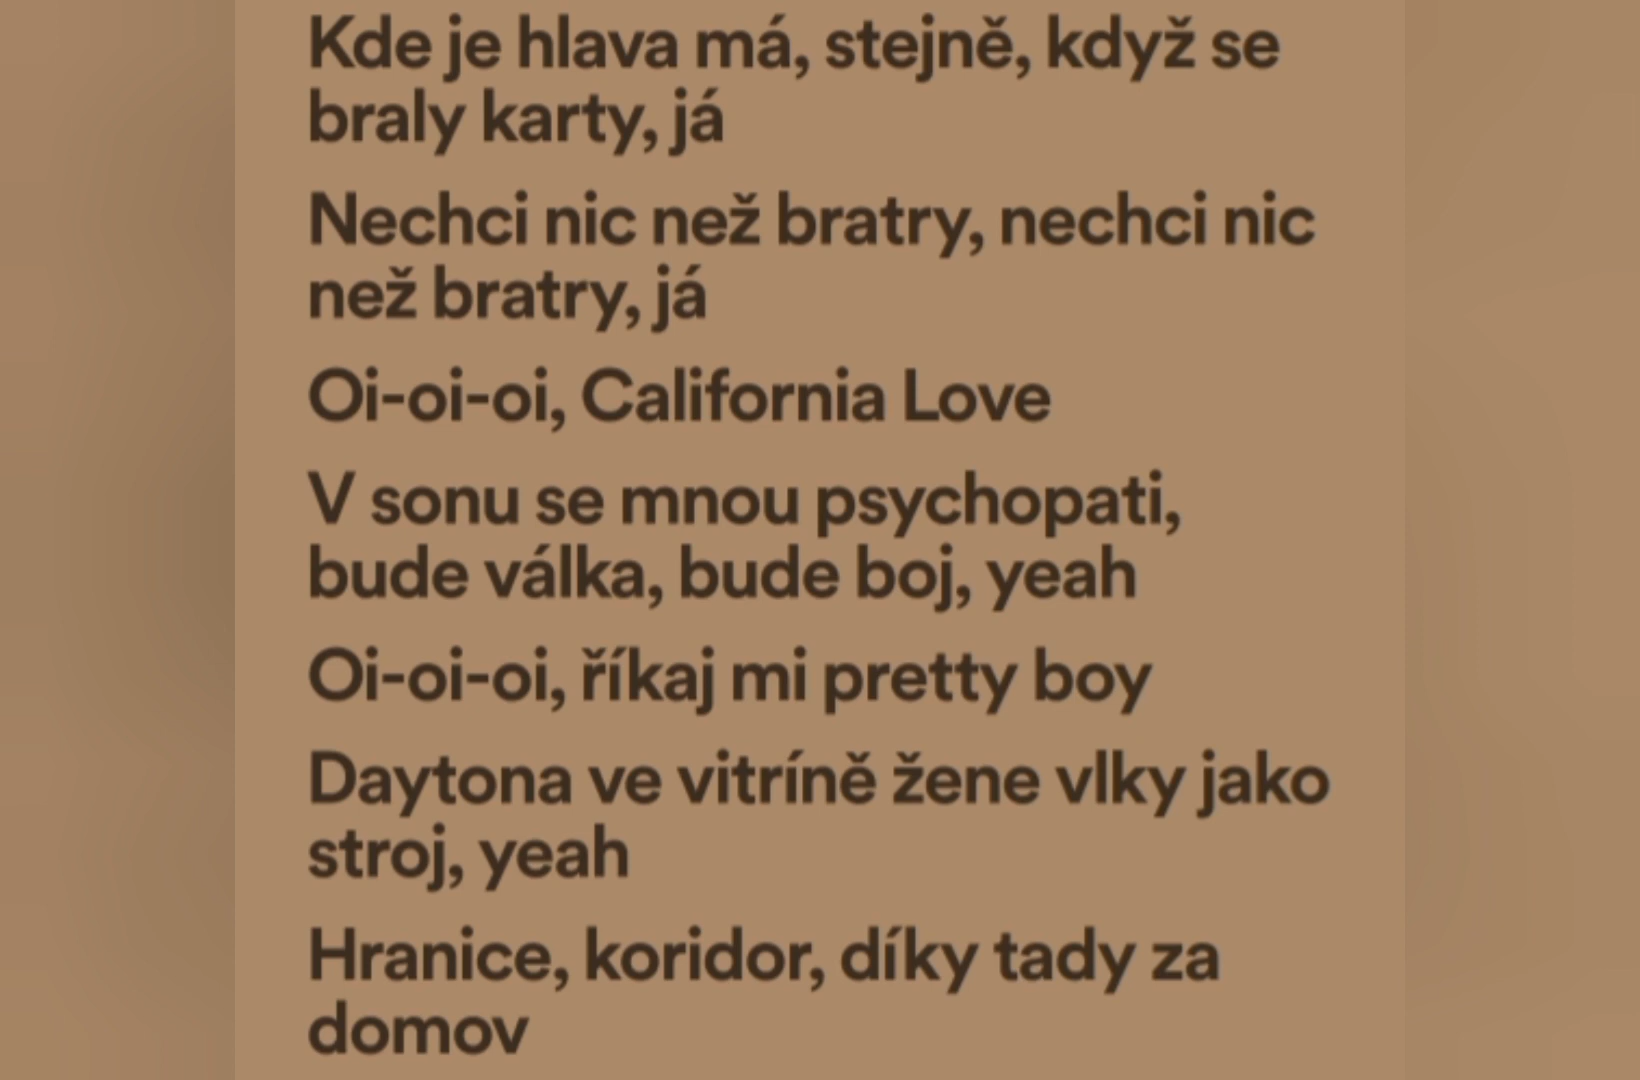 Kde je hlava má, stejně, když se
braly karty, já
Nechci nic než bratry, nechci nic
než bratry, já
Oi-oi-oi, California Love
V sonu se mnou psychopati,
bude válka, bude boj, yeah
Oi-oi-oi, říkaj mi pretty boy
Daytona ve vitríně žene vlky jako
stroj, yeah
Hranice, koridor, díky tady za
domov